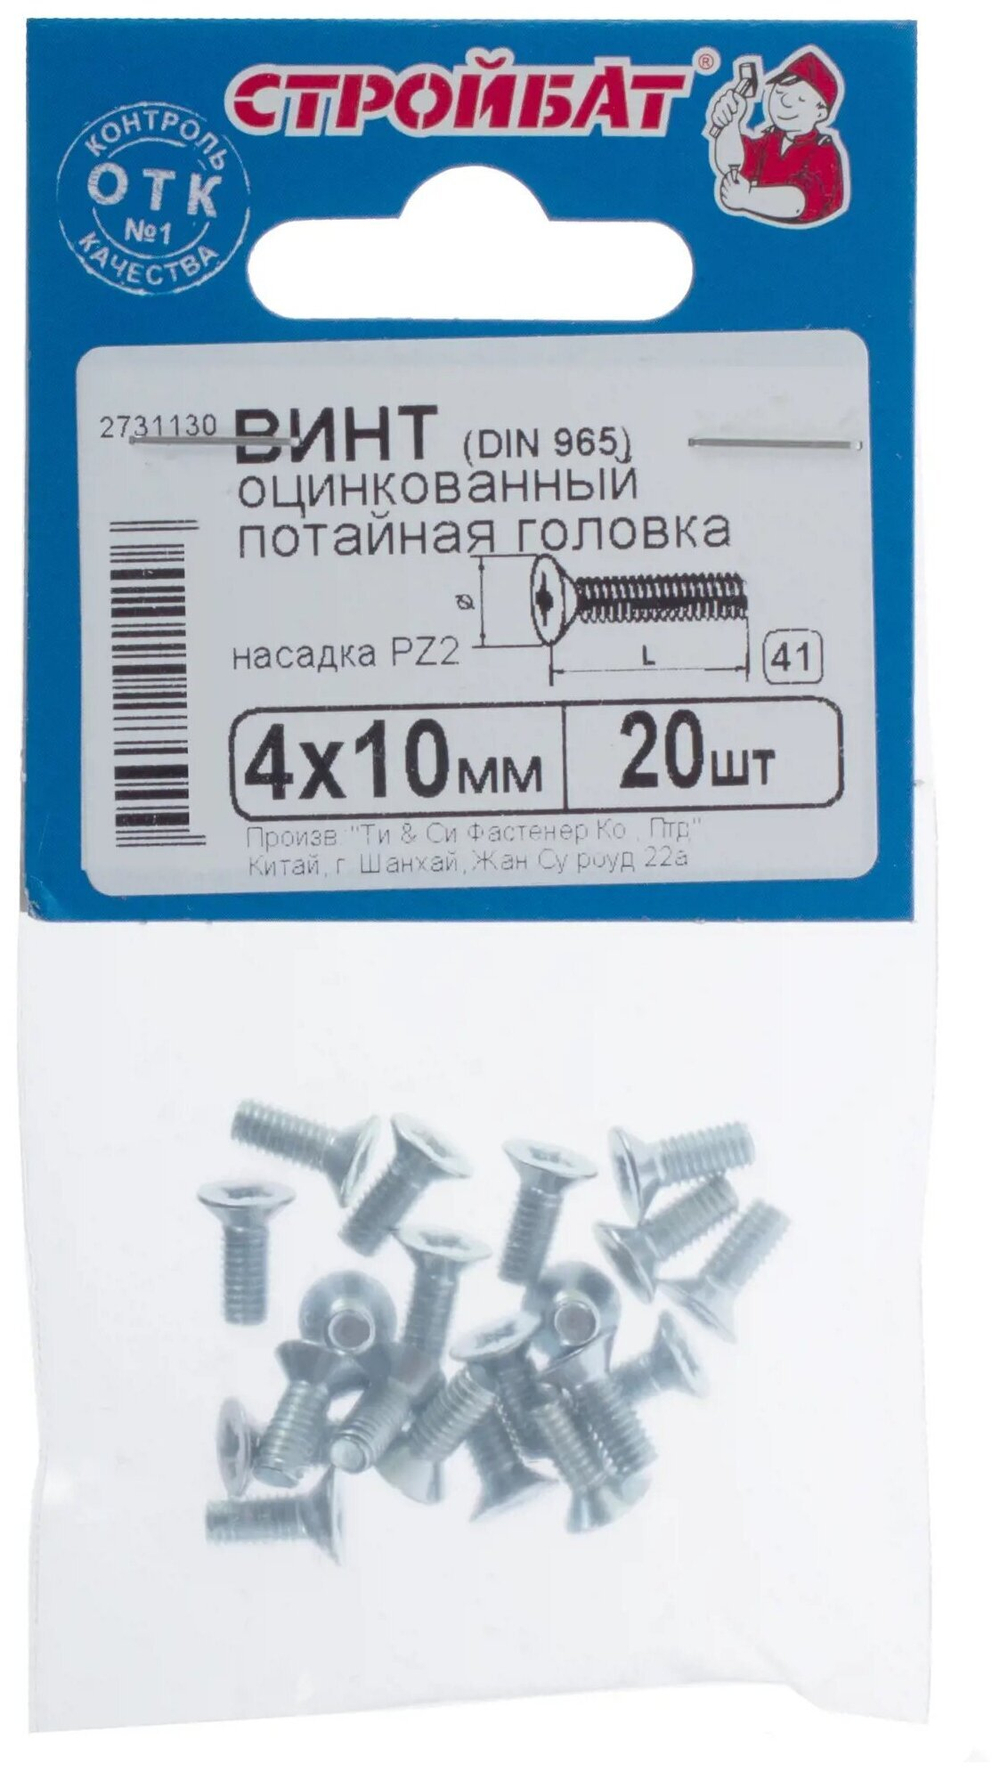 СТРОЙБАТ®
КОНТРОЛЬ
ОТК
№1
КАЧЕСТВА
2731130
ВИНТ (DIN 965)
оцинкованный
потайная головка
ø
насадка PZ2
L
41
4x10мм
20шт
Произв. "Ти & Си Фастенер Ко., Лтд"
Китай, г. Шанхай, Жан Су роуд 22а